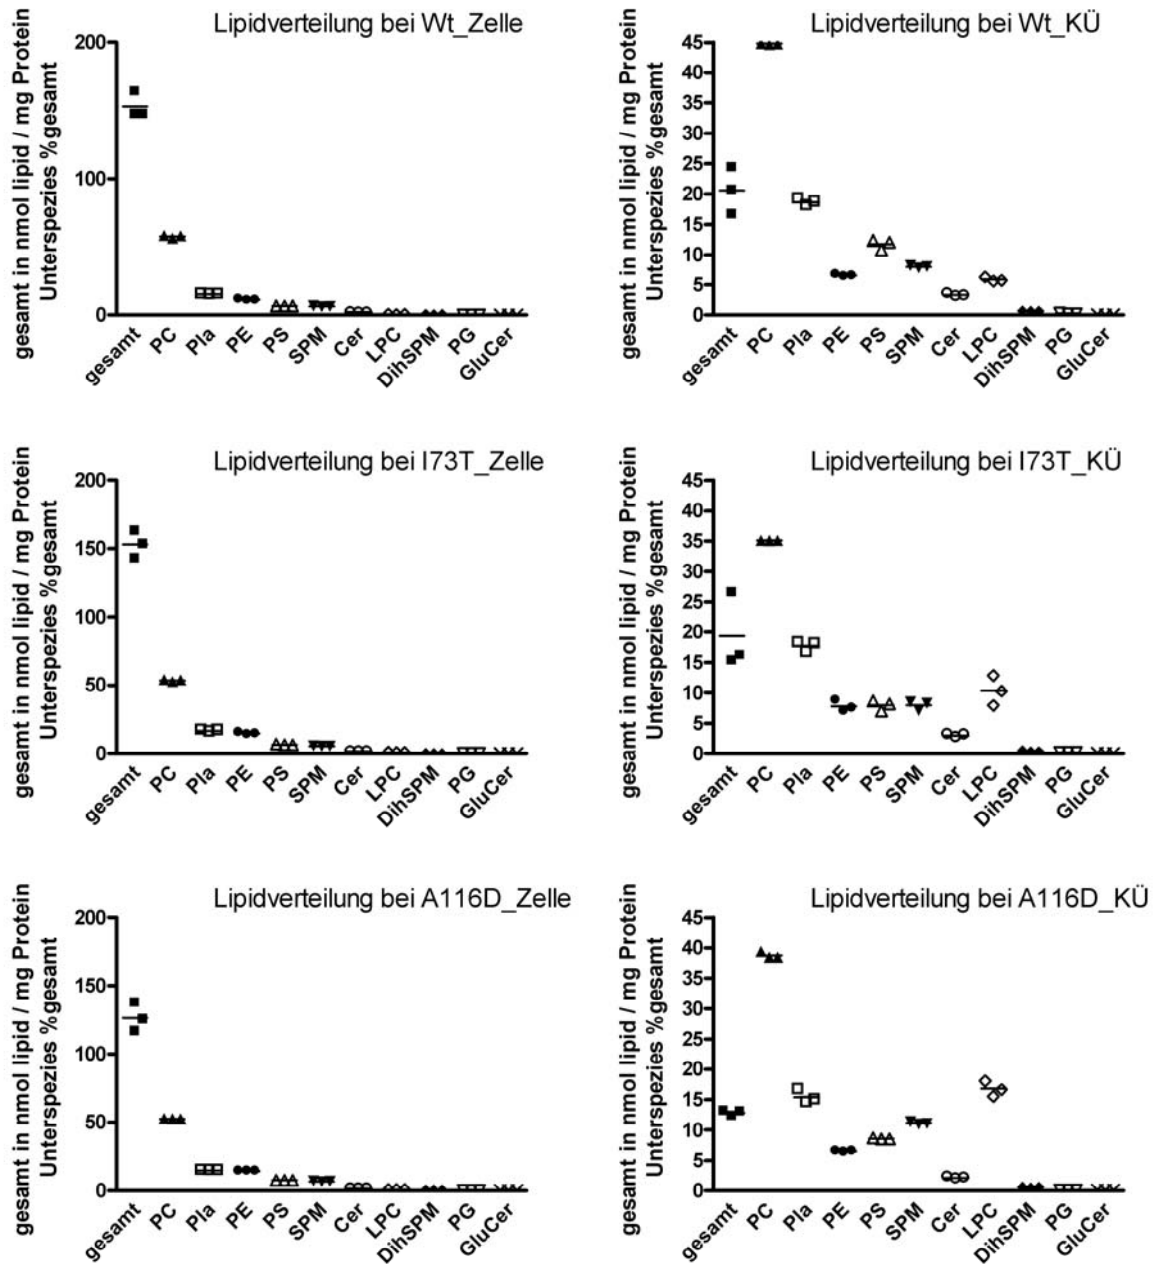 Lipidverteilung bei Wt_Zelle
gesamt in nmol lipid / mg Protein
Unterspezies %gesamt
200
100
0
gesamt
PC
Pla
PE
PS
SPM
Cer
LPC
DihSPM
PG
GluCer
Lipidverteilung bei Wt_KÜ
gesamt in nmol lipid / mg Protein
Unterspezies %gesamt
45
40
35
30
25
20
15
10
5
0
gesamt
PC
Pla
PE
PS
SPM
Cer
LPC
DihSPM
PG
GluCer
Lipidverteilung bei I73T_Zelle
gesamt in nmol lipid / mg Protein
Unterspezies %gesamt
200
150
100
50
0
gesamt
PC
Pla
PE
PS
SPM
Cer
LPC
DihSPM
PG
GluCer
Lipidverteilung bei I73T_KÜ
gesamt in nmol lipid / mg Protein
Unterspezies %gesamt
45
40
35
30
25
20
15
10
5
0
gesamt
PC
Pla
PE
PS
SPM
Cer
LPC
DihSPM
PG
GluCer
Lipidverteilung bei A116D_Zelle
gesamt in nmol lipid / mg Protein
Unterspezies %gesamt
200
150
100
50
0
gesamt
PC
Pla
PE
PS
SPM
Cer
LPC
DihSPM
PG
GluCer
Lipidverteilung bei A116D_KÜ
gesamt in nmol lipid / mg Protein
Unterspezies %gesamt
45
40
35
30
25
20
15
10
5
0
gesamt
PC
Pla
PE
PS
SPM
Cer
LPC
DihSPM
PG
GluCer